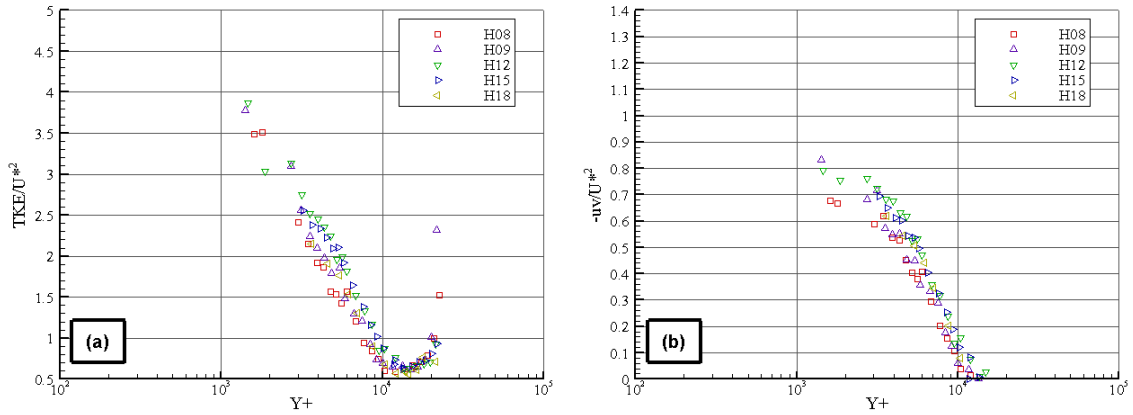 5
4.5
4
3.5
3
2.5
2
1.5
1
0.5
TKE/U*²
H08
H09
H12
H15
H18
(a)
10² 10³ 10⁴ 10⁵
Y+
1.4
1.3
1.2
1.1
1
0.9
0.8
0.7
0.6
0.5
0.4
0.3
0.2
0.1
0
-uv/U*²
H08
H09
H12
H15
H18
(b)
10² 10³ 10⁴ 10⁵
Y+